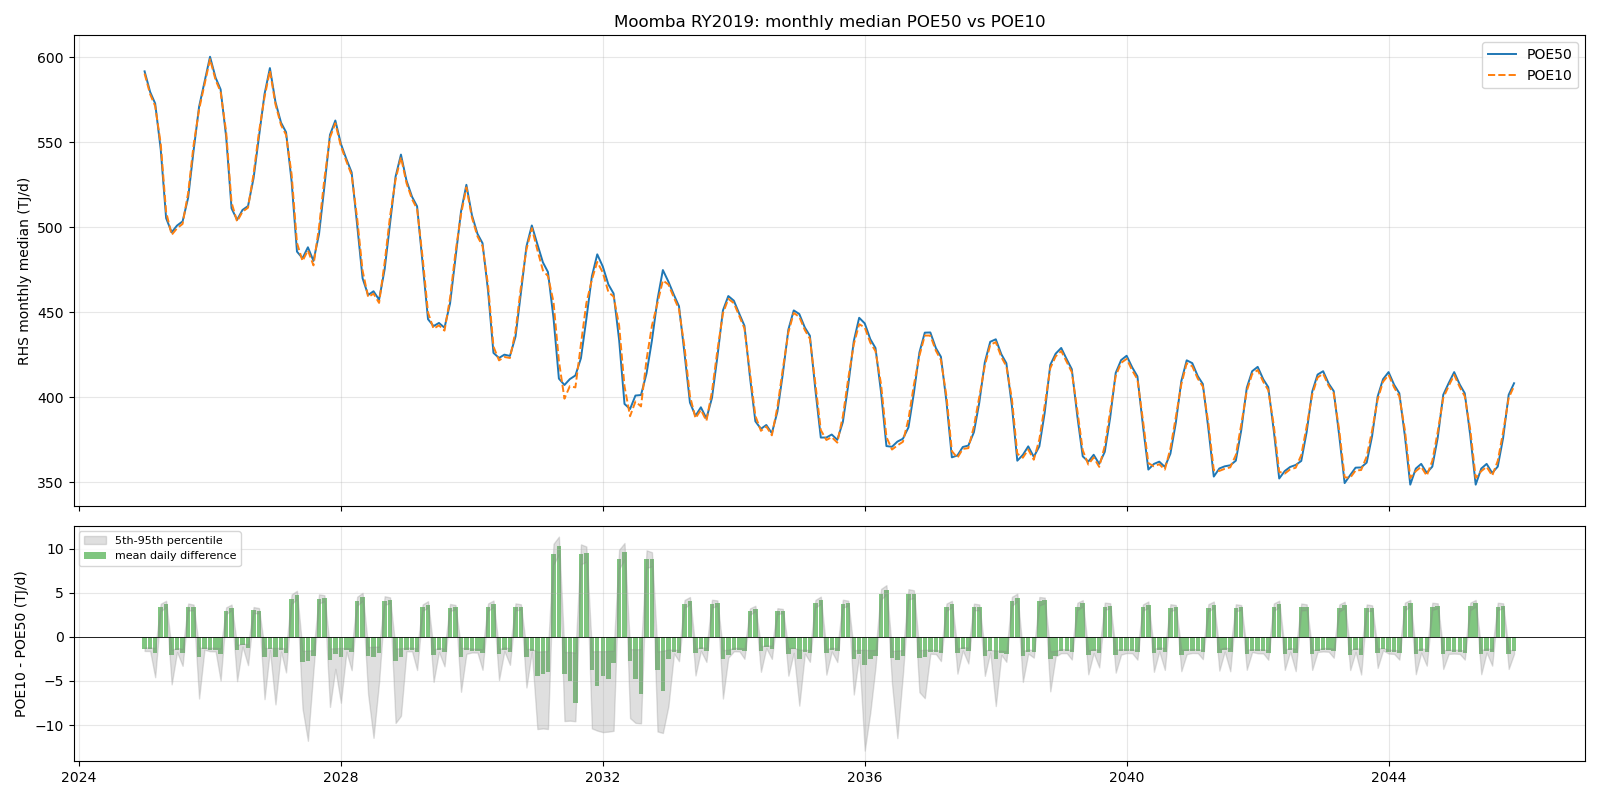 Moomba RY2019: monthly median POE50 vs POE10
RHS monthly median (TJ/d)
600
550
500
450
400
350
POE50
POE10
POE10 - POE50 (TJ/d)
10
5
0
−5
−10
5th-95th percentile
mean daily difference
2024
2028
2032
2036
2040
2044